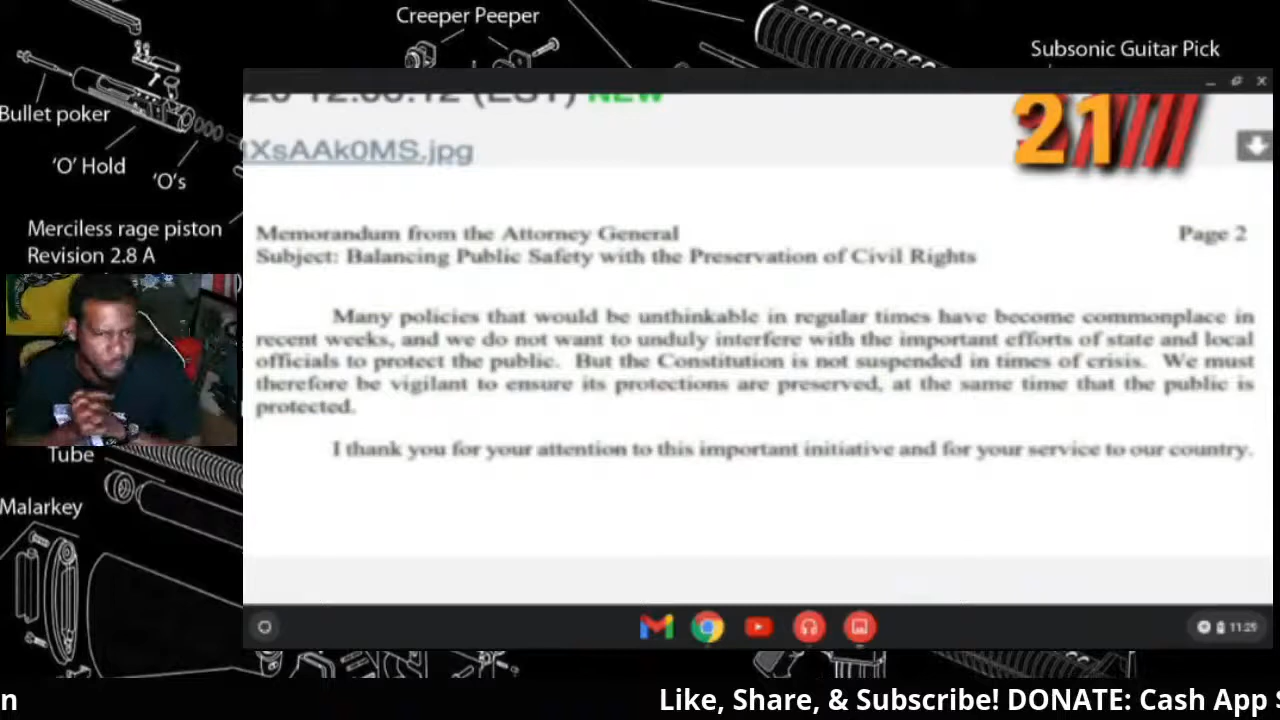 Creeper Peeper
Subsonic Guitar Pick
Bullet poker
'O' Hold
'O's
Merciless rage piston
Revision 2.8 A
Tube
Malarkey
12:06:12 (EST) NEW
XsAAk0MS.jpg
21
Memorandum from the Attorney General Page 2
Subject: Balancing Public Safety with the Preservation of Civil Rights
Many policies that would be unthinkable in regular times have become commonplace in
recent weeks, and we do not want to unduly interfere with the important efforts of state and local
officials to protect the public. But the Constitution is not suspended in times of crisis. We must
therefore be vigilant to ensure its protections are preserved, at the same time that the public is
protected.
I thank you for your attention to this important initiative and for your service to our country.
11:29
n Like, Share, & Subscribe! DONATE: Cash App